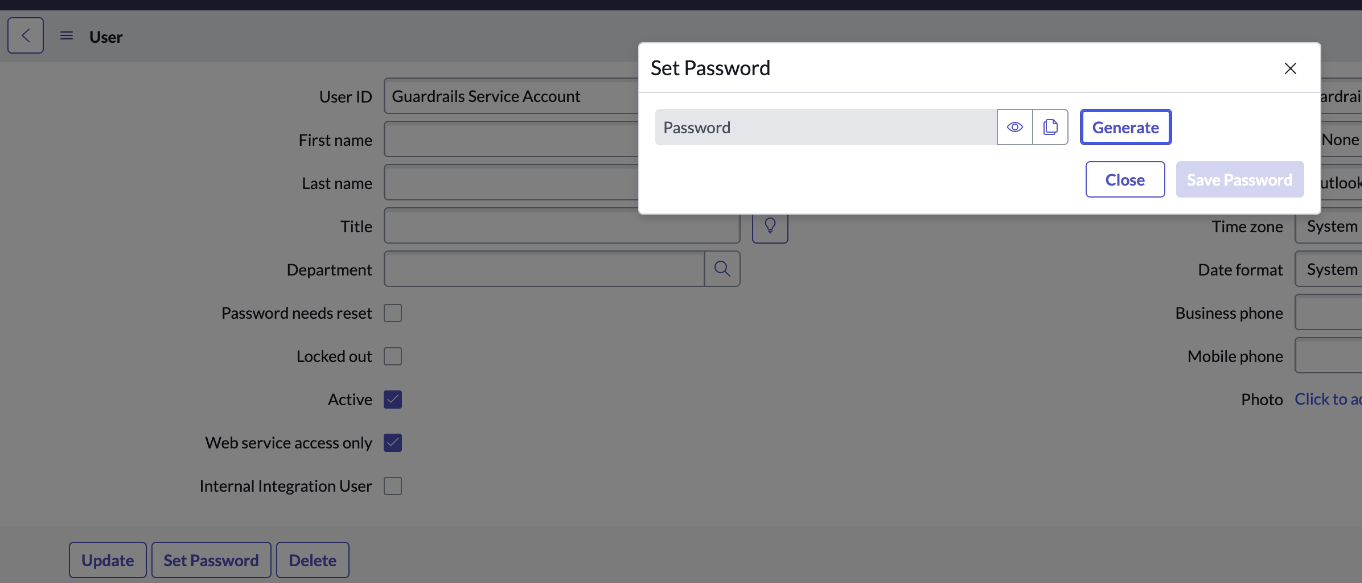 User
Set Password
User ID
Guardrails Service Account
Password
Generate
First name
None
Close
Save Password
Last name
Title
Time zone
System
Department
Date format
System
Password needs reset
Business phone
Locked out
Mobile phone
Active
Photo
Click to
Web service access only
Internal Integration User
Update
Set Password
Delete